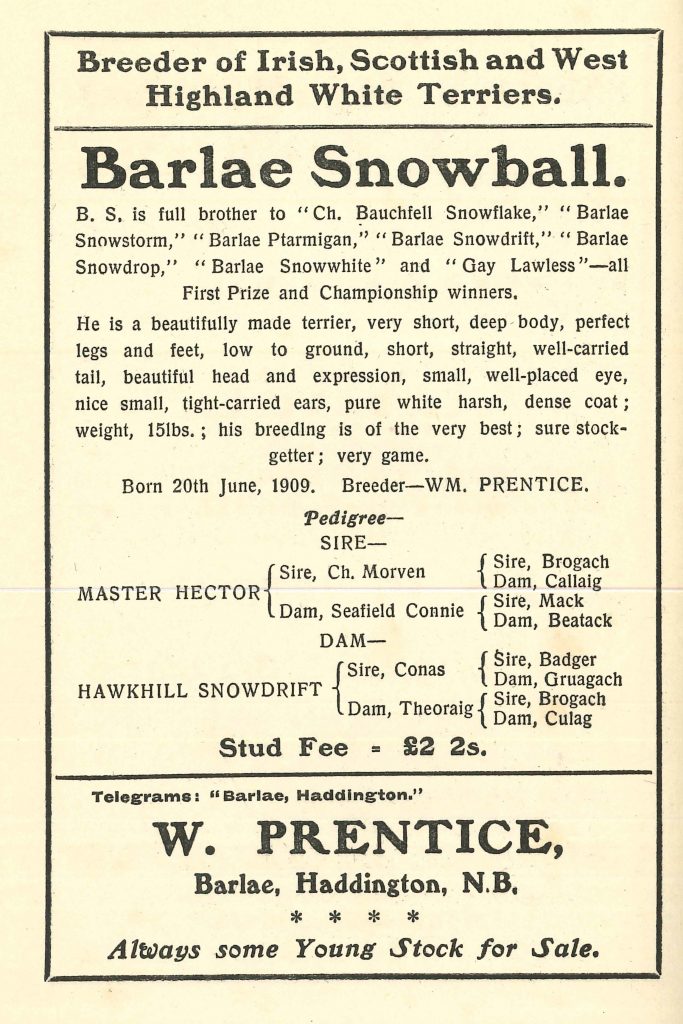 Breeder of Irish, Scottish and West
Highland White Terriers.
Barlae Snowball.
B. S. is full brother to "Ch. Bauchfell Snowflake," "Barlae
Snowstorm," "Barlae Ptarmigan," "Barlae Snowdrift," "Barlae
Snowdrop," "Barlae Snowwhite" and "Gay Lawless"—all
First Prize and Championship winners.
He is a beautifully made terrier, very short, deep body, perfect
legs and feet, low to ground, short, straight, well-carried
tail, beautiful head and expression, small, well-placed eye,
nice small, tight-carried ears, pure white harsh, dense coat;
weight, 15lbs.; his breeding is of the very best; sure stock-
getter; very game.
Born 20th June, 1909. Breeder—WM. PRENTICE.
Pedigree—
SIRE—
MASTER HECTOR
Sire, Ch. Morven
Sire, Brogach
Dam, Callaig
Dam, Seafield Connie
Sire, Mack
Dam, Beatack
DAM—
HAWKHILL SNOWDRIFT
Sire, Conas
Sire, Badger
Dam, Gruagach
Dam, Theoraig
Sire, Brogach
Dam, Culag
Stud Fee = £2 2s.
Telegrams: "Barlae, Haddington."
W. PRENTICE,
Barlae, Haddington, N.B.
* * * *
Always some Young Stock for Sale.